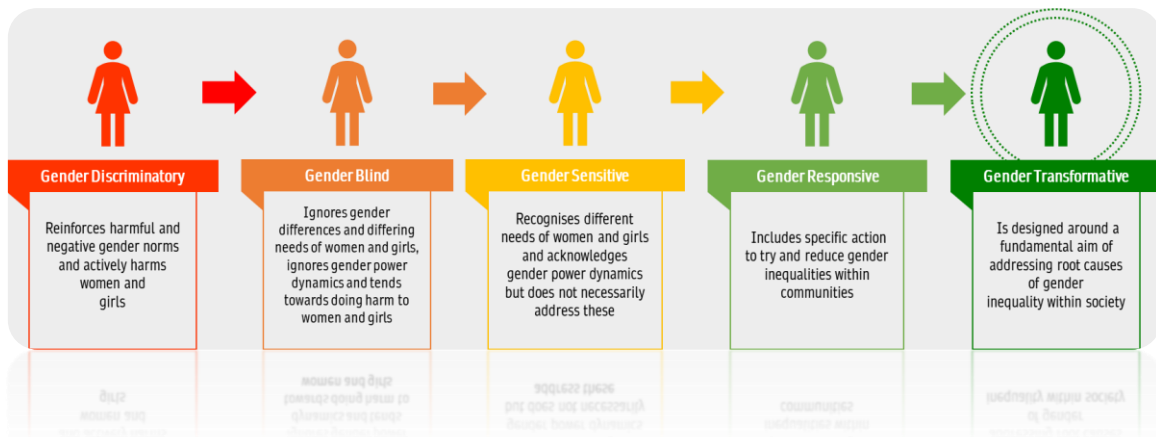 Gender Discriminatory
Reinforces harmful and
negative gender norms
and actively harms
women and
girls
Gender Blind
Ignores gender
differences and differing
needs of women and girls,
ignores gender power
dynamics and tends
towards doing harm to
women and girls
Gender Sensitive
Recognises different
needs of women and girls
and acknowledges
gender power dynamics
but does not necessarily
address these
Gender Responsive
Includes specific action
to try and reduce gender
inequalities within
communities
Gender Transformative
Is designed around a
fundamental aim of
addressing root causes
of gender
inequality within society